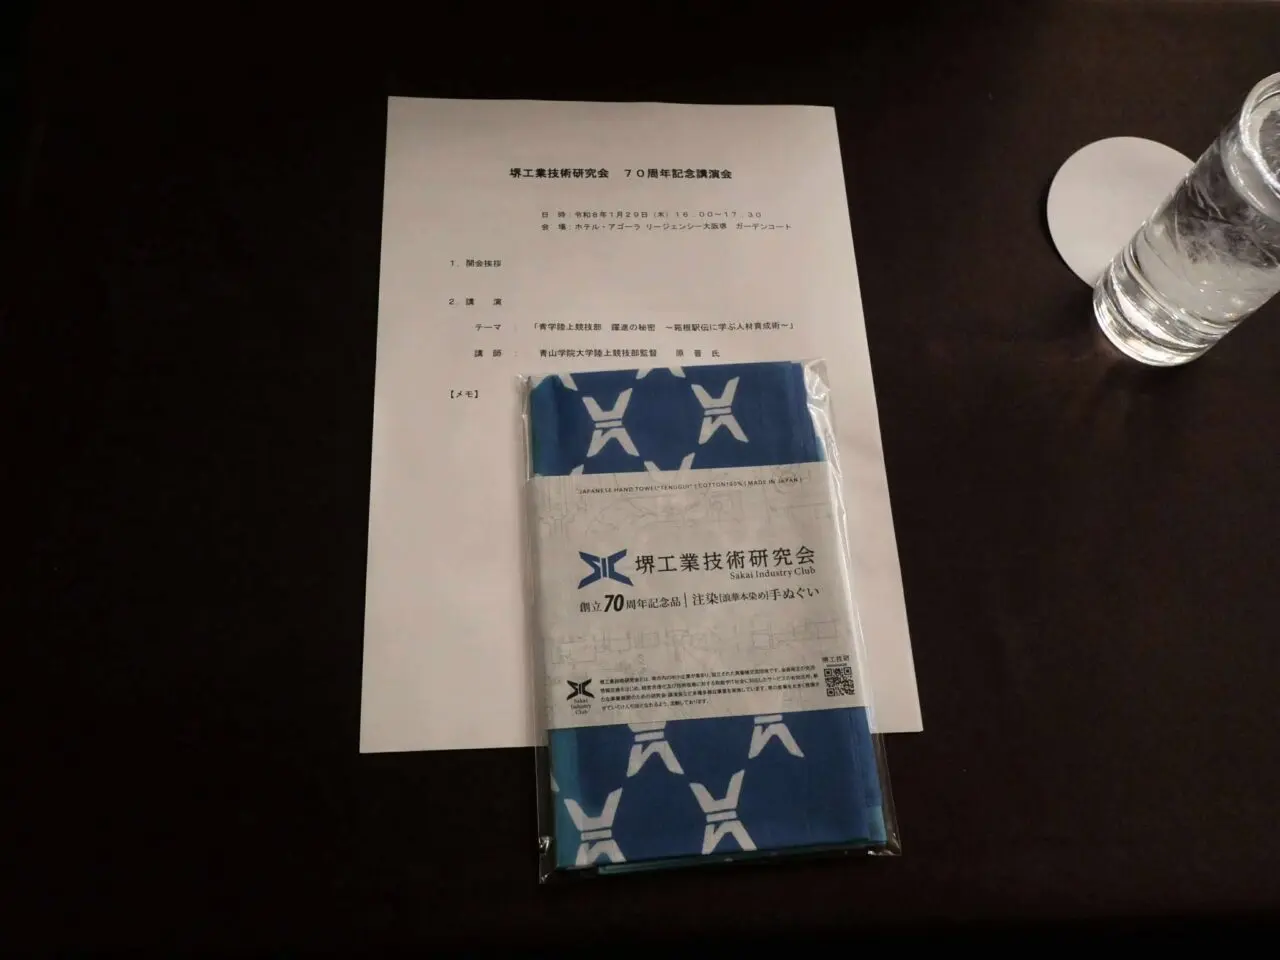 堺工業技術研究会　７０周年記念講演会
日　時：令和８年１月２９日（木）１６．００～１７．３０
会　場：ホテル・アゴーラ リージェンシー大阪堺　ガーデンコート
１．開会挨拶
２．講　演
テーマ　：　「青学陸上競技部　躍進の秘密　～箱根駅伝に学ぶ人材育成術～」
講　師　：　青山学院大学陸上競技部監督　原　晋　氏
【メモ】
"JAPANESE HAND TOWEL "TENUGUI" | COTTON100% | MADE IN JAPAN |
SIC 堺工業技術研究会
Sakai Industry Club
創立70周年記念品｜注染[浪華本染め]手ぬぐい
堺工技研
Sakai
Industry
Club